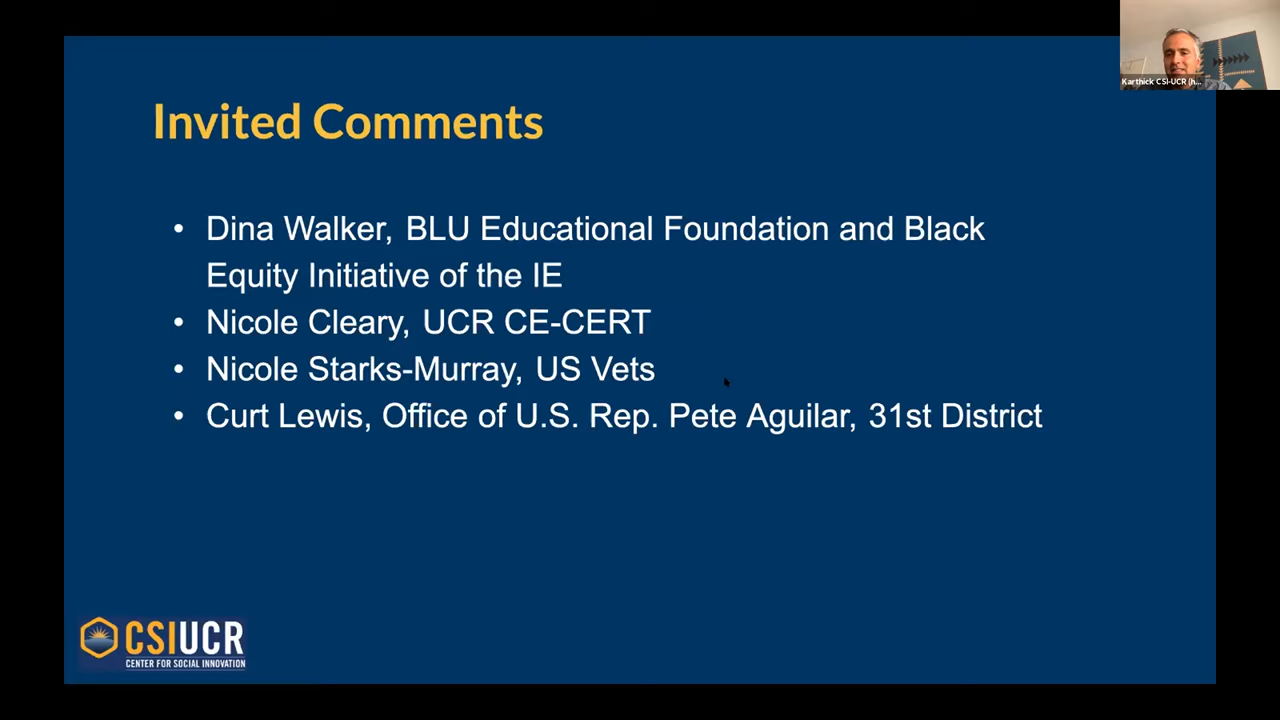 Karthick CSI-UCR (h...
Invited Comments
• Dina Walker, BLU Educational Foundation and Black
Equity Initiative of the IE
• Nicole Cleary, UCR CE-CERT
• Nicole Starks-Murray, US Vets
• Curt Lewis, Office of U.S. Rep. Pete Aguilar, 31st District
CSIUCR
CENTER FOR SOCIAL INNOVATION